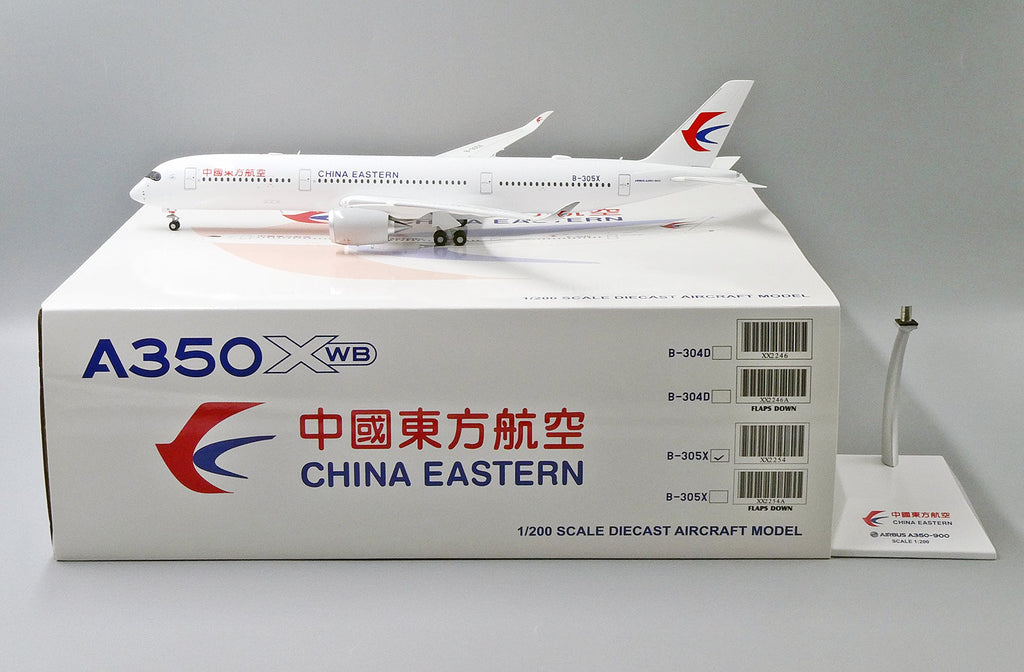 中國東方航空
CHINA EASTERN
B-305X
1/200 SCALE DIECAST AIRCRAFT MODEL
A350XWB
中國東方航空
CHINA EASTERN
1/200 SCALE DIECAST AIRCRAFT MODEL
B-304D
XX2246
B-304D
XX2246A
FLAPS DOWN
B-305X
XX2254
B-305X
XX2254A
FLAPS DOWN
中國東方航空
CHINA EASTERN
AIRBUS A350-900
SCALE 1:200